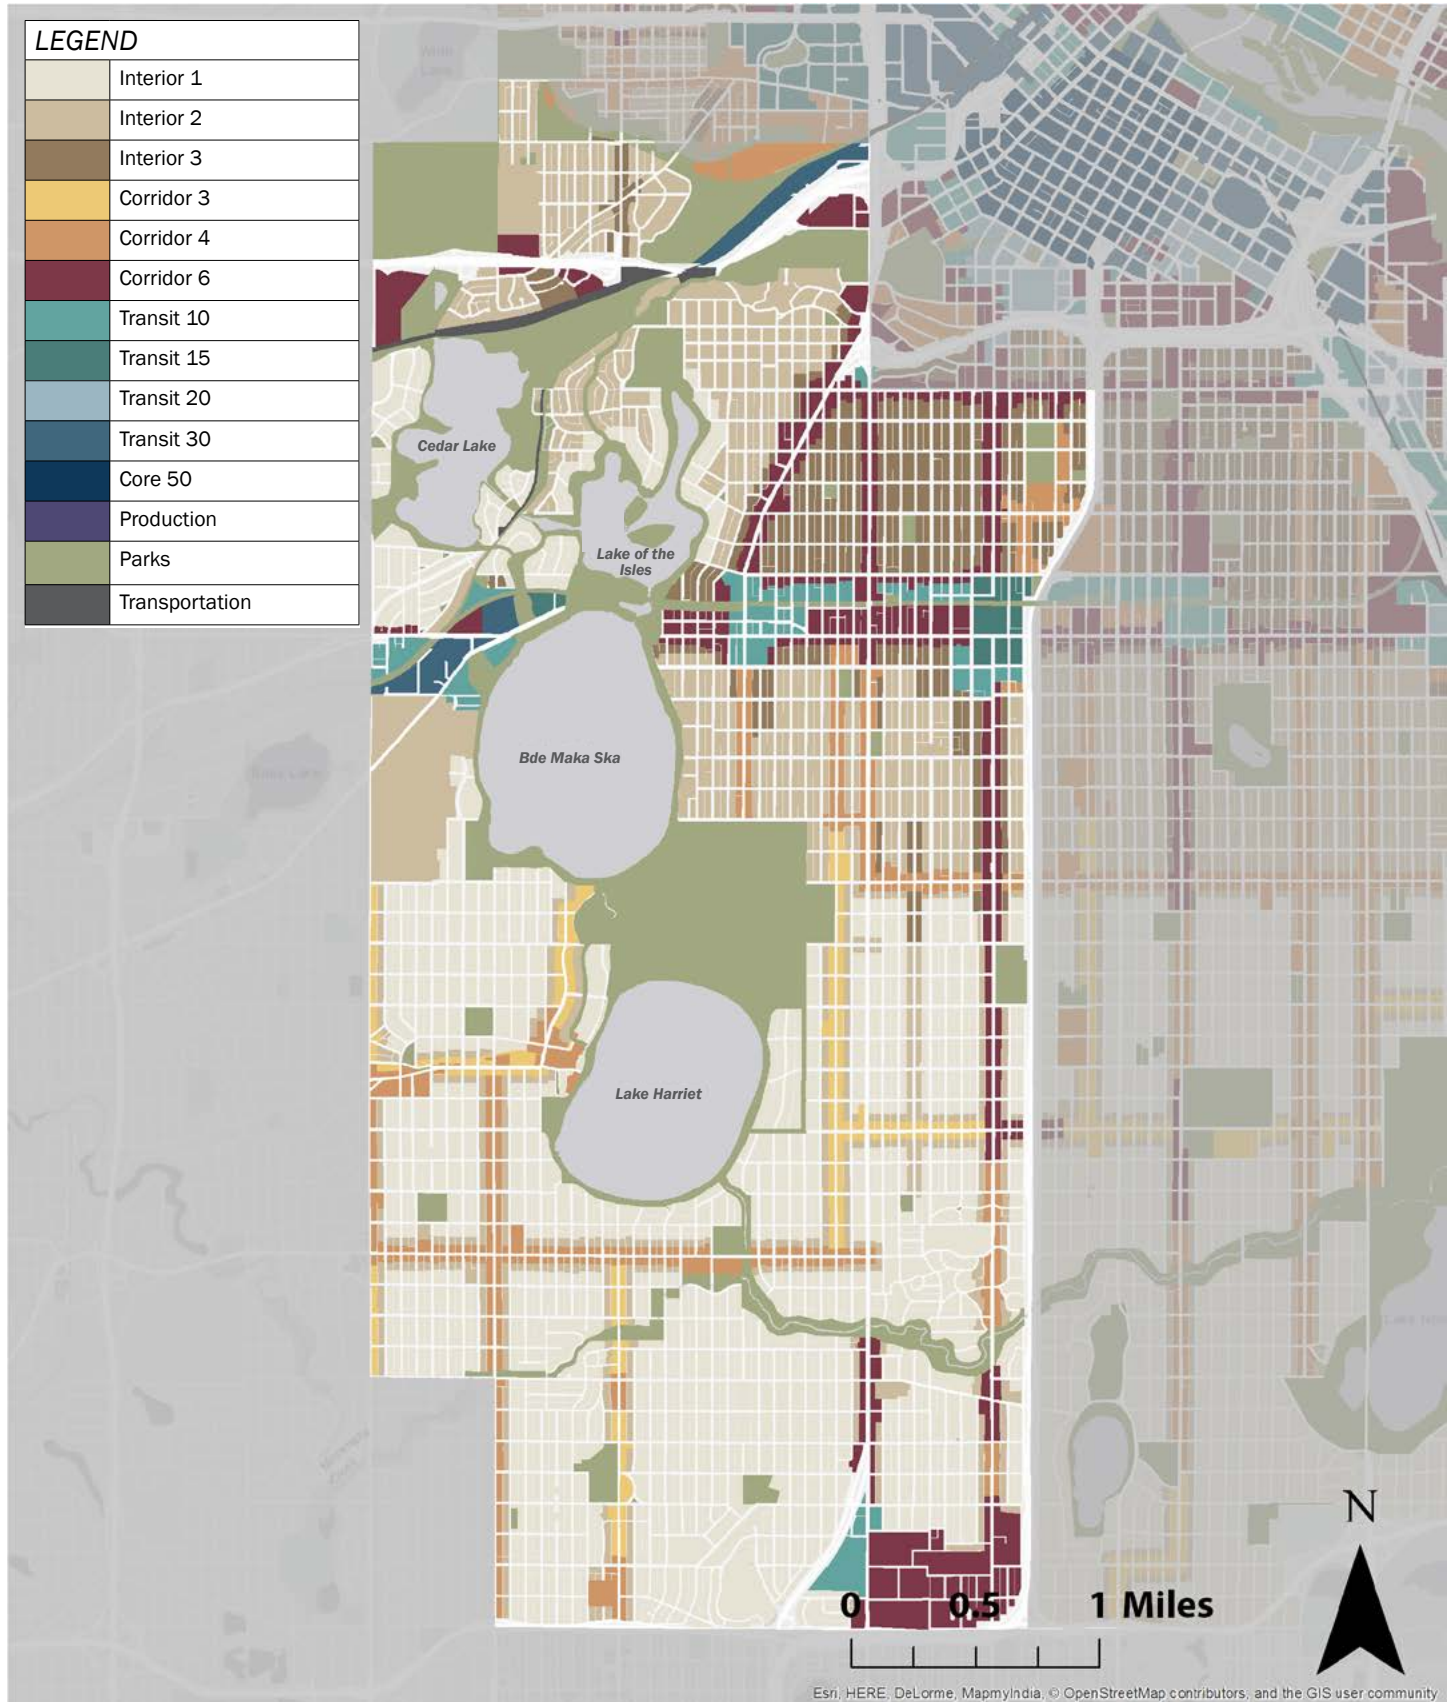 LEGEND
Interior 1
Interior 2
Interior 3
Corridor 3
Corridor 4
Corridor 6
Transit 10
Transit 15
Transit 20
Transit 30
Core 50
Production
Parks
Transportation
Cedar Lake
Lake of the
Isles
Bde Maka Ska
Lake Harriet
N
0 0.5 1 Miles
Esri, HERE, DeLorme, MapmyIndia, © OpenStreetMap contributors, and the GIS user community